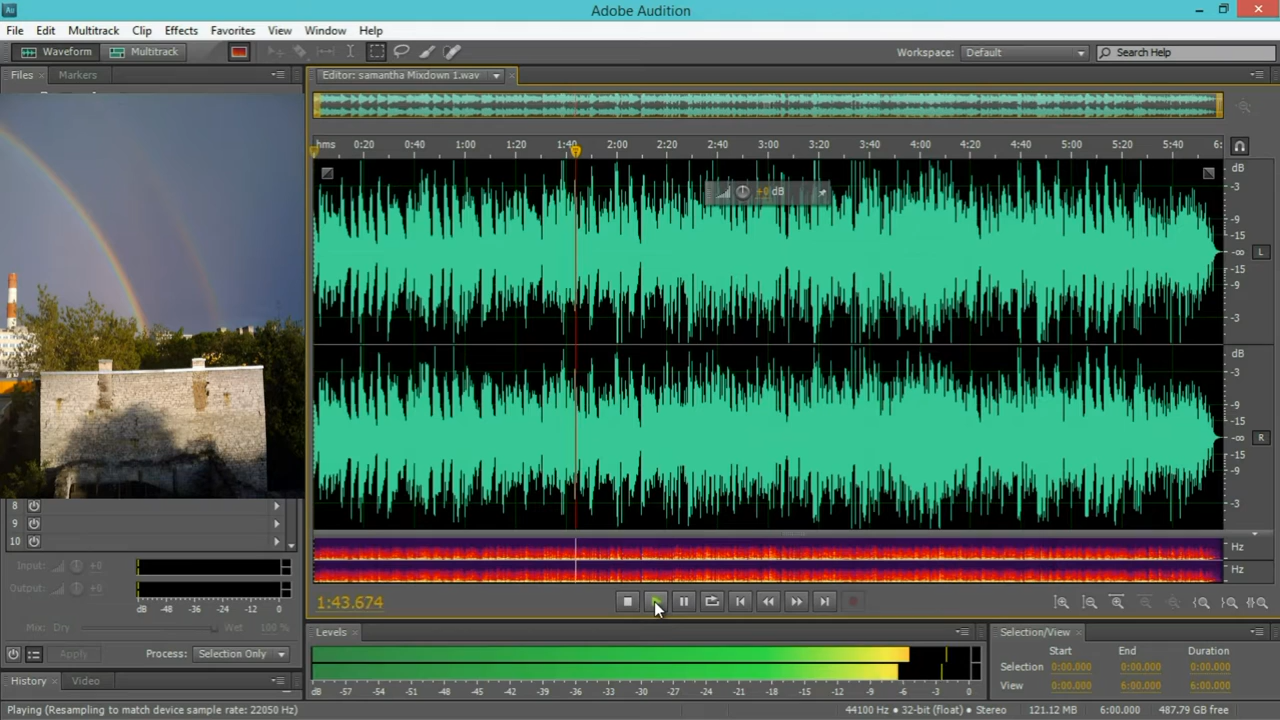 Au
Adobe Audition
File Edit Multitrack Clip Effects Favorites View Window Help
Waveform Multitrack Workspace: Default Search Help
Files Markers Editor: samantha Mixdown 1.wav
hms 0:20 0:40 1:00 1:20 1:40 2:00 2:20 2:40 3:00 3:20 3:40 4:00 4:20 4:40 5:00 5:20 5:40 6:
dB
-3
+0 dB
-9
-15
-∞ L
-15
-9
-3
dB
-3
-9
-15
-∞ R
-15
-9
-3
8
9
10
Hz
Hz
Input: +0
Output: +0
dB -48 -36 -24 -12 0
Mix: Dry Wet 100 %
Apply Process: Selection Only
1:43.674
Levels
dB -57 -54 -51 -48 -45 -42 -39 -36 -33 -30 -27 -24 -21 -18 -15 -12 -9 -6 -3 0
Selection/View
Start End Duration
Selection 0:00.000 0:00.000 0:00.000
View 0:00.000 6:00.000 6:00.000
History Video
Playing (Resampling to match device sample rate: 22050 Hz)
44100 Hz • 32-bit (float) • Stereo 121.12 MB 6:00.000 487.79 GB free